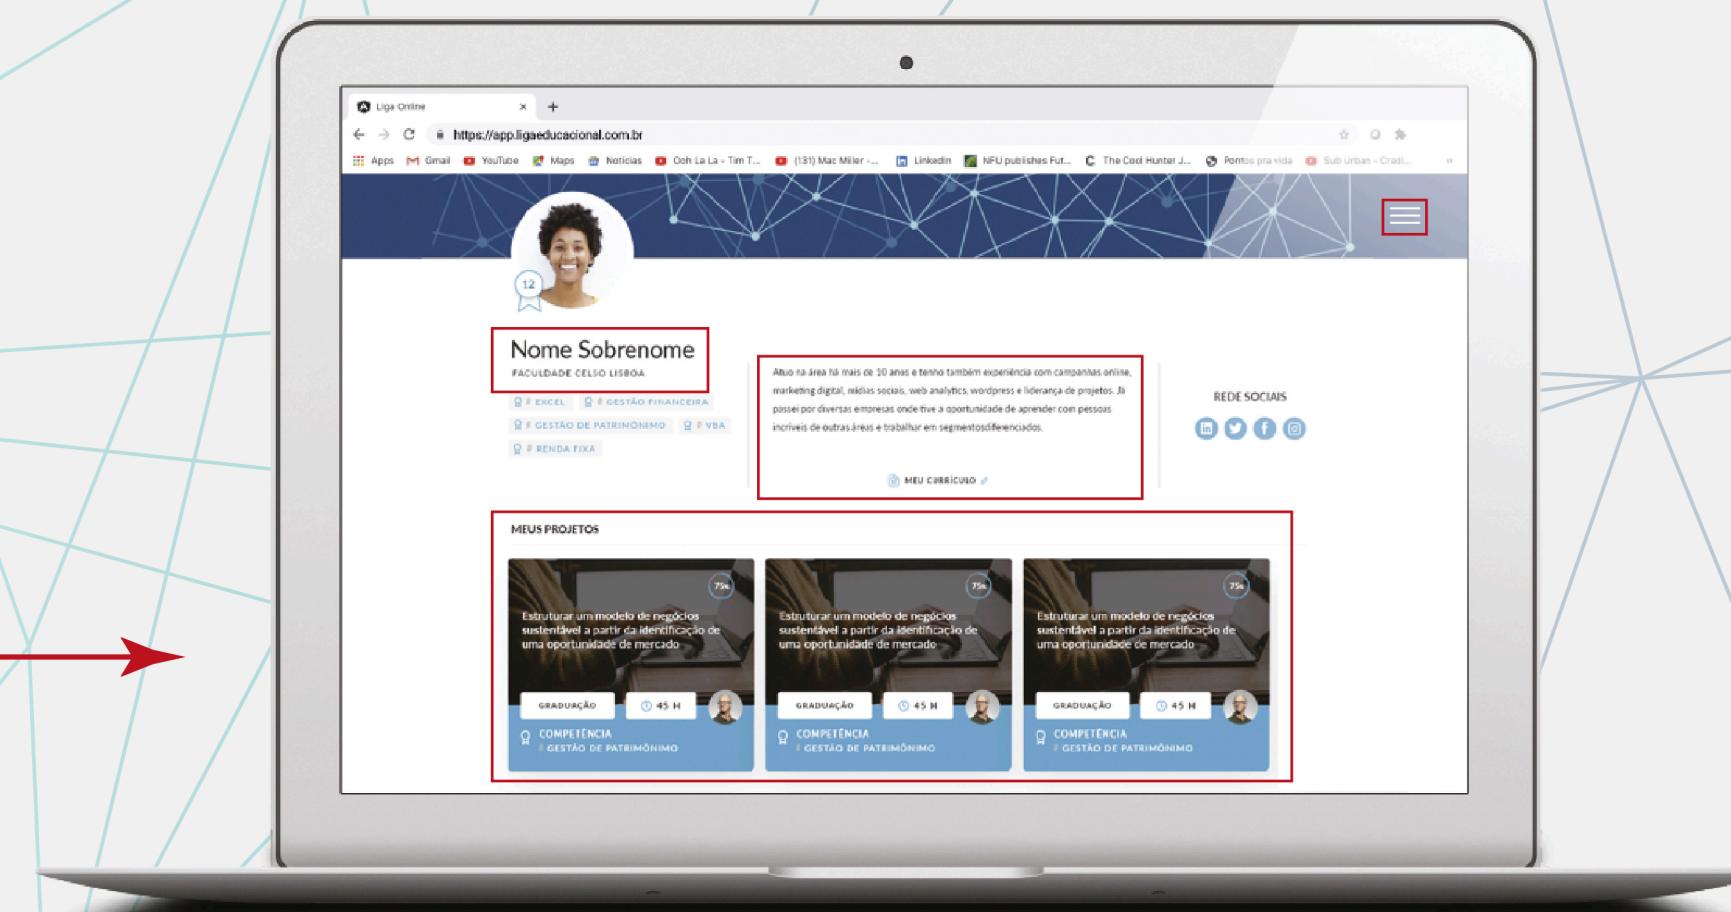 Liga Online
https://app.ligaeducacional.com.br
Apps Gmail YouTube Maps Notícias Ooh La La - Tim T... (131) Mac Miller -... Linkedin NFU publishes Fut... The Cool Hunter J... Pontos pra vida Sub Urban - Cradl...
12
Nome Sobrenome
FACULDADE CELSO LISBOA
# EXCEL # GESTÃO FINANCEIRA
# GESTÃO DE PATRIMÔNIMO # VBA
# RENDA FIXA
Atuo na área há mais de 10 anos e tenho também experiência com campanhas online,
marketing digital, mídias sociais, web analytics, wordpress e liderança de projetos. Já
passei por diversas empresas onde tive a oportunidade de aprender com pessoas
incríveis de outras áreas e trabalhar em segmentosdiferenciados.
MEU CURRÍCULO
REDE SOCIAIS
MEUS PROJETOS
75%
Estruturar um modelo de negócios
sustentável a partir da identificação de
uma oportunidade de mercado
GRADUAÇÃO 45 H
COMPETÊNCIA
# GESTÃO DE PATRIMÔNIMO
75%
Estruturar um modelo de negócios
sustentável a partir da identificação de
uma oportunidade de mercado
GRADUAÇÃO 45 H
COMPETÊNCIA
# GESTÃO DE PATRIMÔNIMO
75%
Estruturar um modelo de negócios
sustentável a partir da identificação de
uma oportunidade de mercado
GRADUAÇÃO 45 H
COMPETÊNCIA
# GESTÃO DE PATRIMÔNIMO